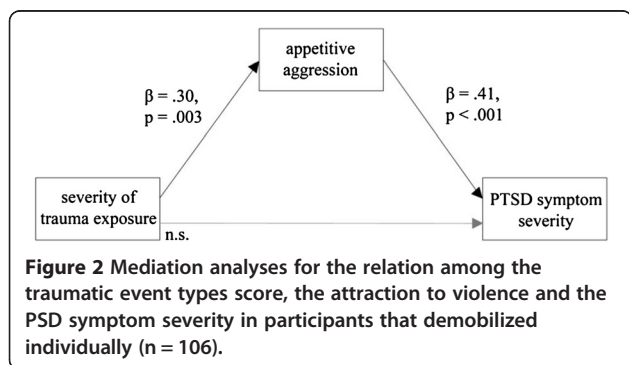 appetitive
aggression
β = .30,
p = .003
β = .41,
p < .001
severity of
trauma exposure
PTSD symptom
severity
n.s.
Figure 2 Mediation analyses for the relation among the
traumatic event types score, the attraction to violence and the
PSD symptom severity in participants that demobilized
individually (n = 106).